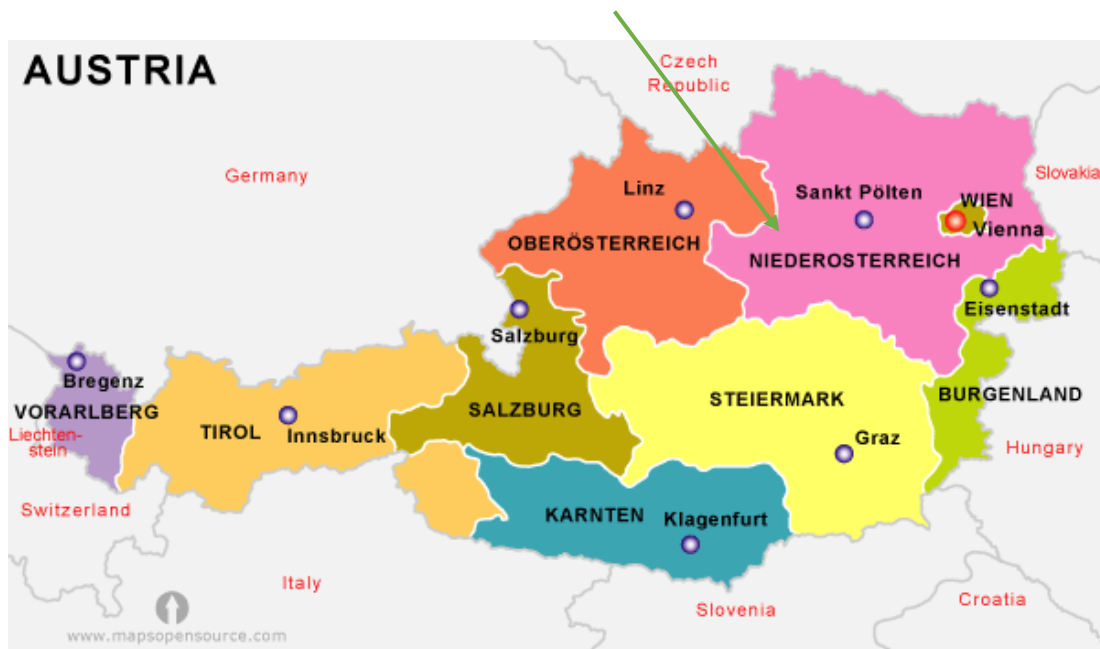 AUSTRIA
Czech
Republic
Germany
Slovakia
Linz
Sankt Pölten
WIEN
Vienna
OBERÖSTERREICH
NIEDEROSTERREICH
Eisenstadt
Salzburg
Bregenz
VORARLBERG
Liechten-
stein
TIROL
Innsbruck
SALZBURG
STEIERMARK
BURGENLAND
Graz
Hungary
Switzerland
KARNTEN
Klagenfurt
Italy
Slovenia
Croatia
www.mapsopensource.com